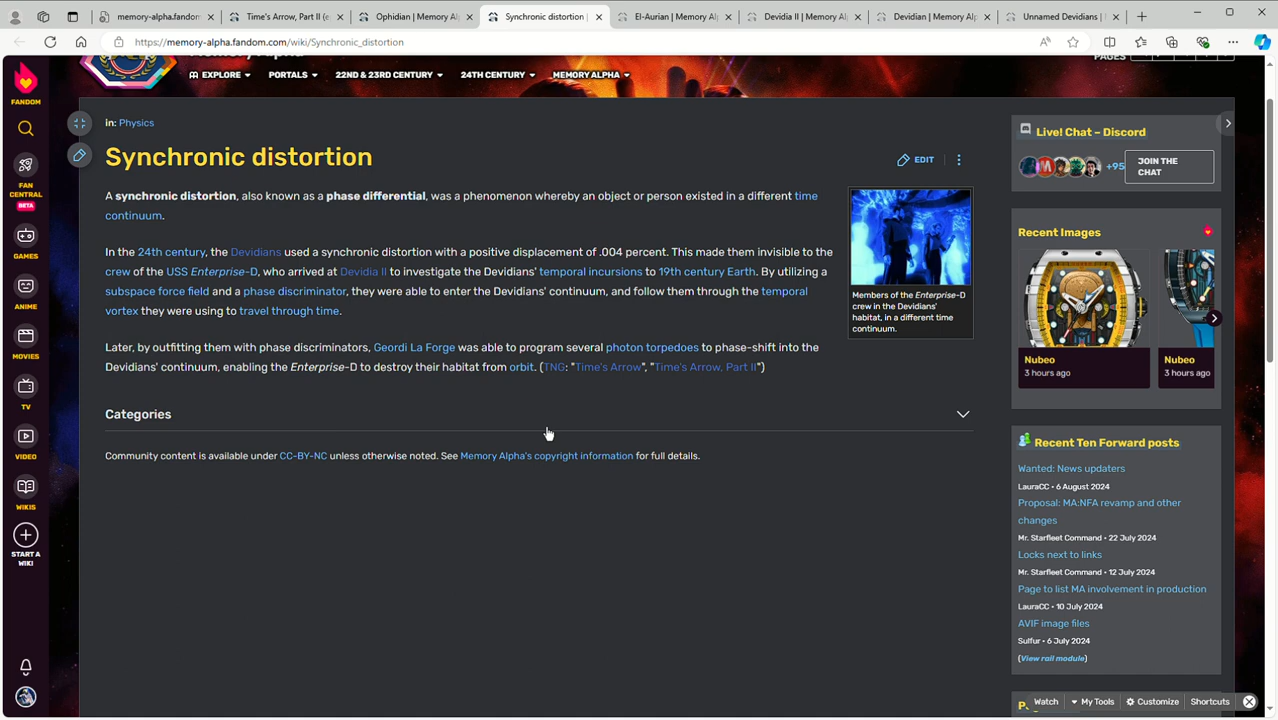 memory-alpha.fandom
Time's Arrow, Part II (e
Ophidian | Memory Al
Synchronic distortion |
El-Aurian | Memory Al
Devidia II | Memory Al
Devidian | Memory Alp
Unnamed Devidians |
https://memory-alpha.fandom.com/wiki/Synchronic_distortion
EXPLORE PORTALS 22ND & 23RD CENTURY 24TH CENTURY MEMORY ALPHA
PAGES
FANDOM
FAN CENTRAL
BETA
GAMES
ANIME
MOVIES
TV
VIDEO
WIKIS
START A WIKI
in: Physics
Synchronic distortion
EDIT
A synchronic distortion, also known as a phase differential, was a phenomenon whereby an object or person existed in a different time
continuum.
In the 24th century, the Devidians used a synchronic distortion with a positive displacement of .004 percent. This made them invisible to the
crew of the USS Enterprise-D, who arrived at Devidia II to investigate the Devidians' temporal incursions to 19th century Earth. By utilizing a
subspace force field and a phase discriminator, they were able to enter the Devidians' continuum, and follow them through the temporal
vortex they were using to travel through time.
Later, by outfitting them with phase discriminators, Geordi La Forge was able to program several photon torpedoes to phase-shift into the
Devidians' continuum, enabling the Enterprise-D to destroy their habitat from orbit. (TNG: "Time's Arrow", "Time's Arrow, Part II")
Members of the Enterprise-D
crew in the Devidians'
habitat, in a different time
continuum.
Categories
Community content is available under CC-BY-NC unless otherwise noted. See Memory Alpha's copyright information for full details.
Live! Chat – Discord
+95
JOIN THE
CHAT
Recent Images
Nubeo
3 hours ago
Nubeo
3 hours ago
Recent Ten Forward posts
Wanted: News updaters
LauraCC • 6 August 2024
Proposal: MA:NFA revamp and other
changes
Mr. Starfleet Command • 22 July 2024
Locks next to links
Mr. Starfleet Command • 12 July 2024
Page to list MA involvement in production
LauraCC • 10 July 2024
AVIF image files
Sulfur • 6 July 2024
(View rail module)
Watch My Tools Customize Shortcuts